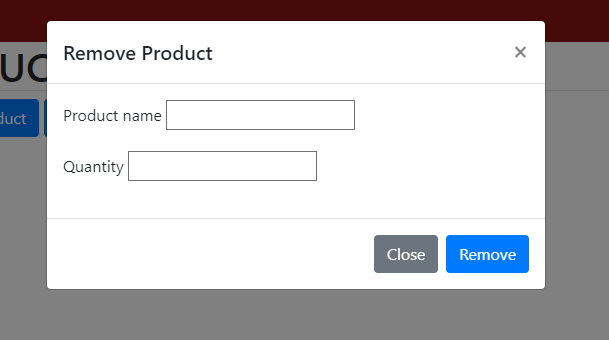 Remove Product ×
Product name
Quantity
Close Remove